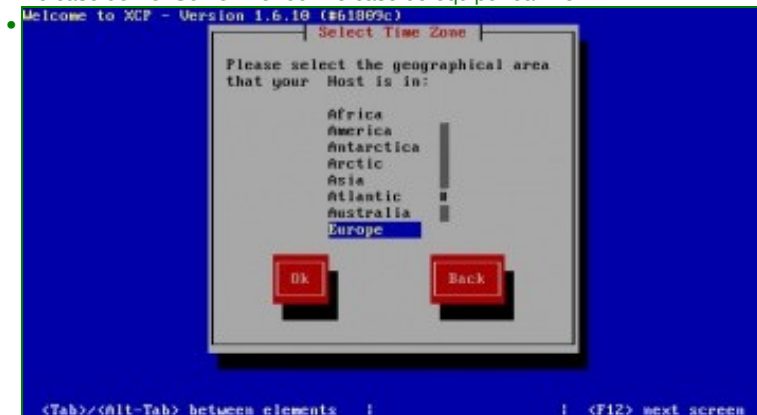 Welcome to XCP - Version 1.6.10 (#61809c)
Select Time Zone
Please select the geographical area
that your Host is in:
Africa
America
Antarctica
Arctic
Asia
Atlantic
Australia
Europe
Ok Back
<Tab>/<Alt-Tab> between elements | | <F12> next screen